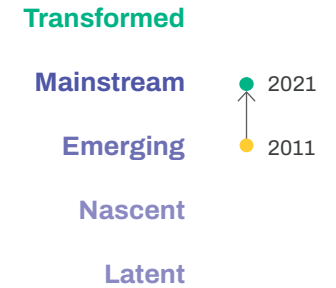 Transformed
Mainstream 2021
Emerging 2011
Nascent
Latent